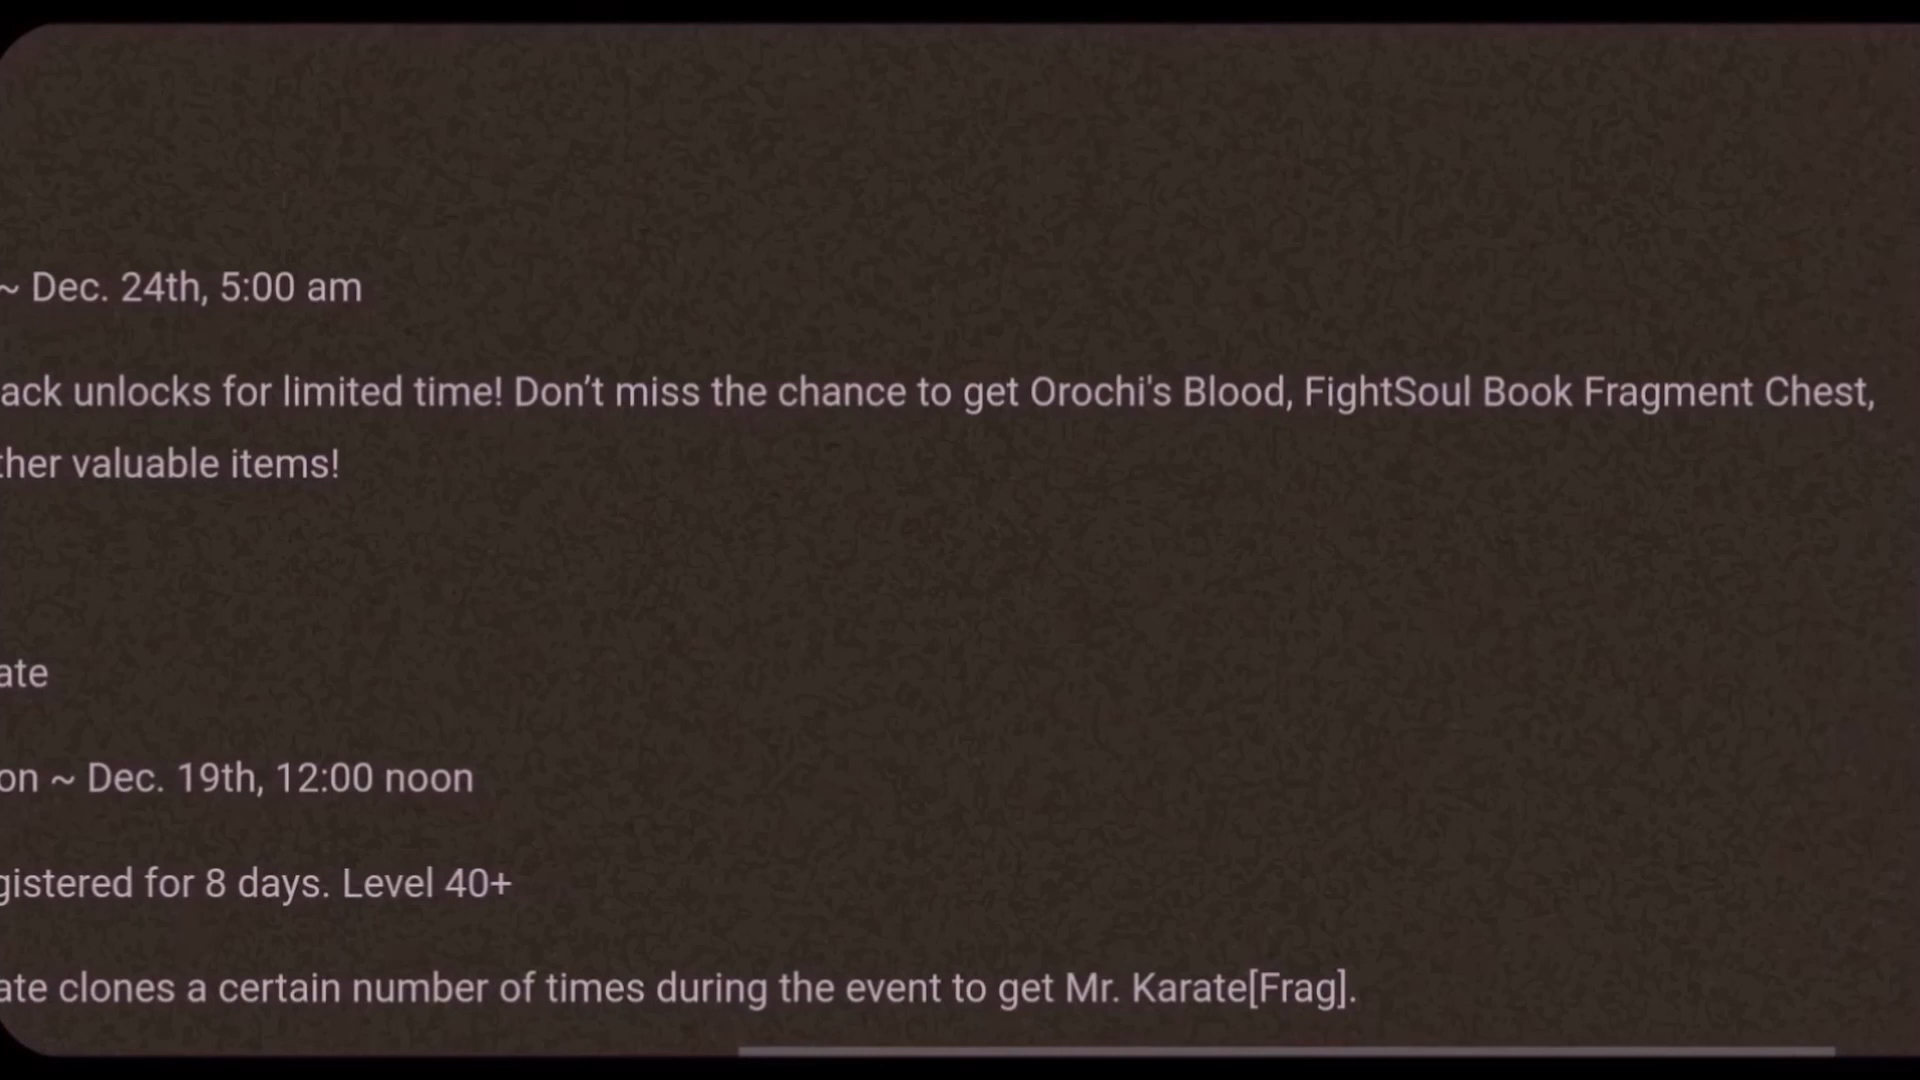 ~ Dec. 24th, 5:00 am
ack unlocks for limited time! Don’t miss the chance to get Orochi's Blood, FightSoul Book Fragment Chest,
ther valuable items!
ate
on ~ Dec. 19th, 12:00 noon
gistered for 8 days. Level 40+
ate clones a certain number of times during the event to get Mr. Karate[Frag].